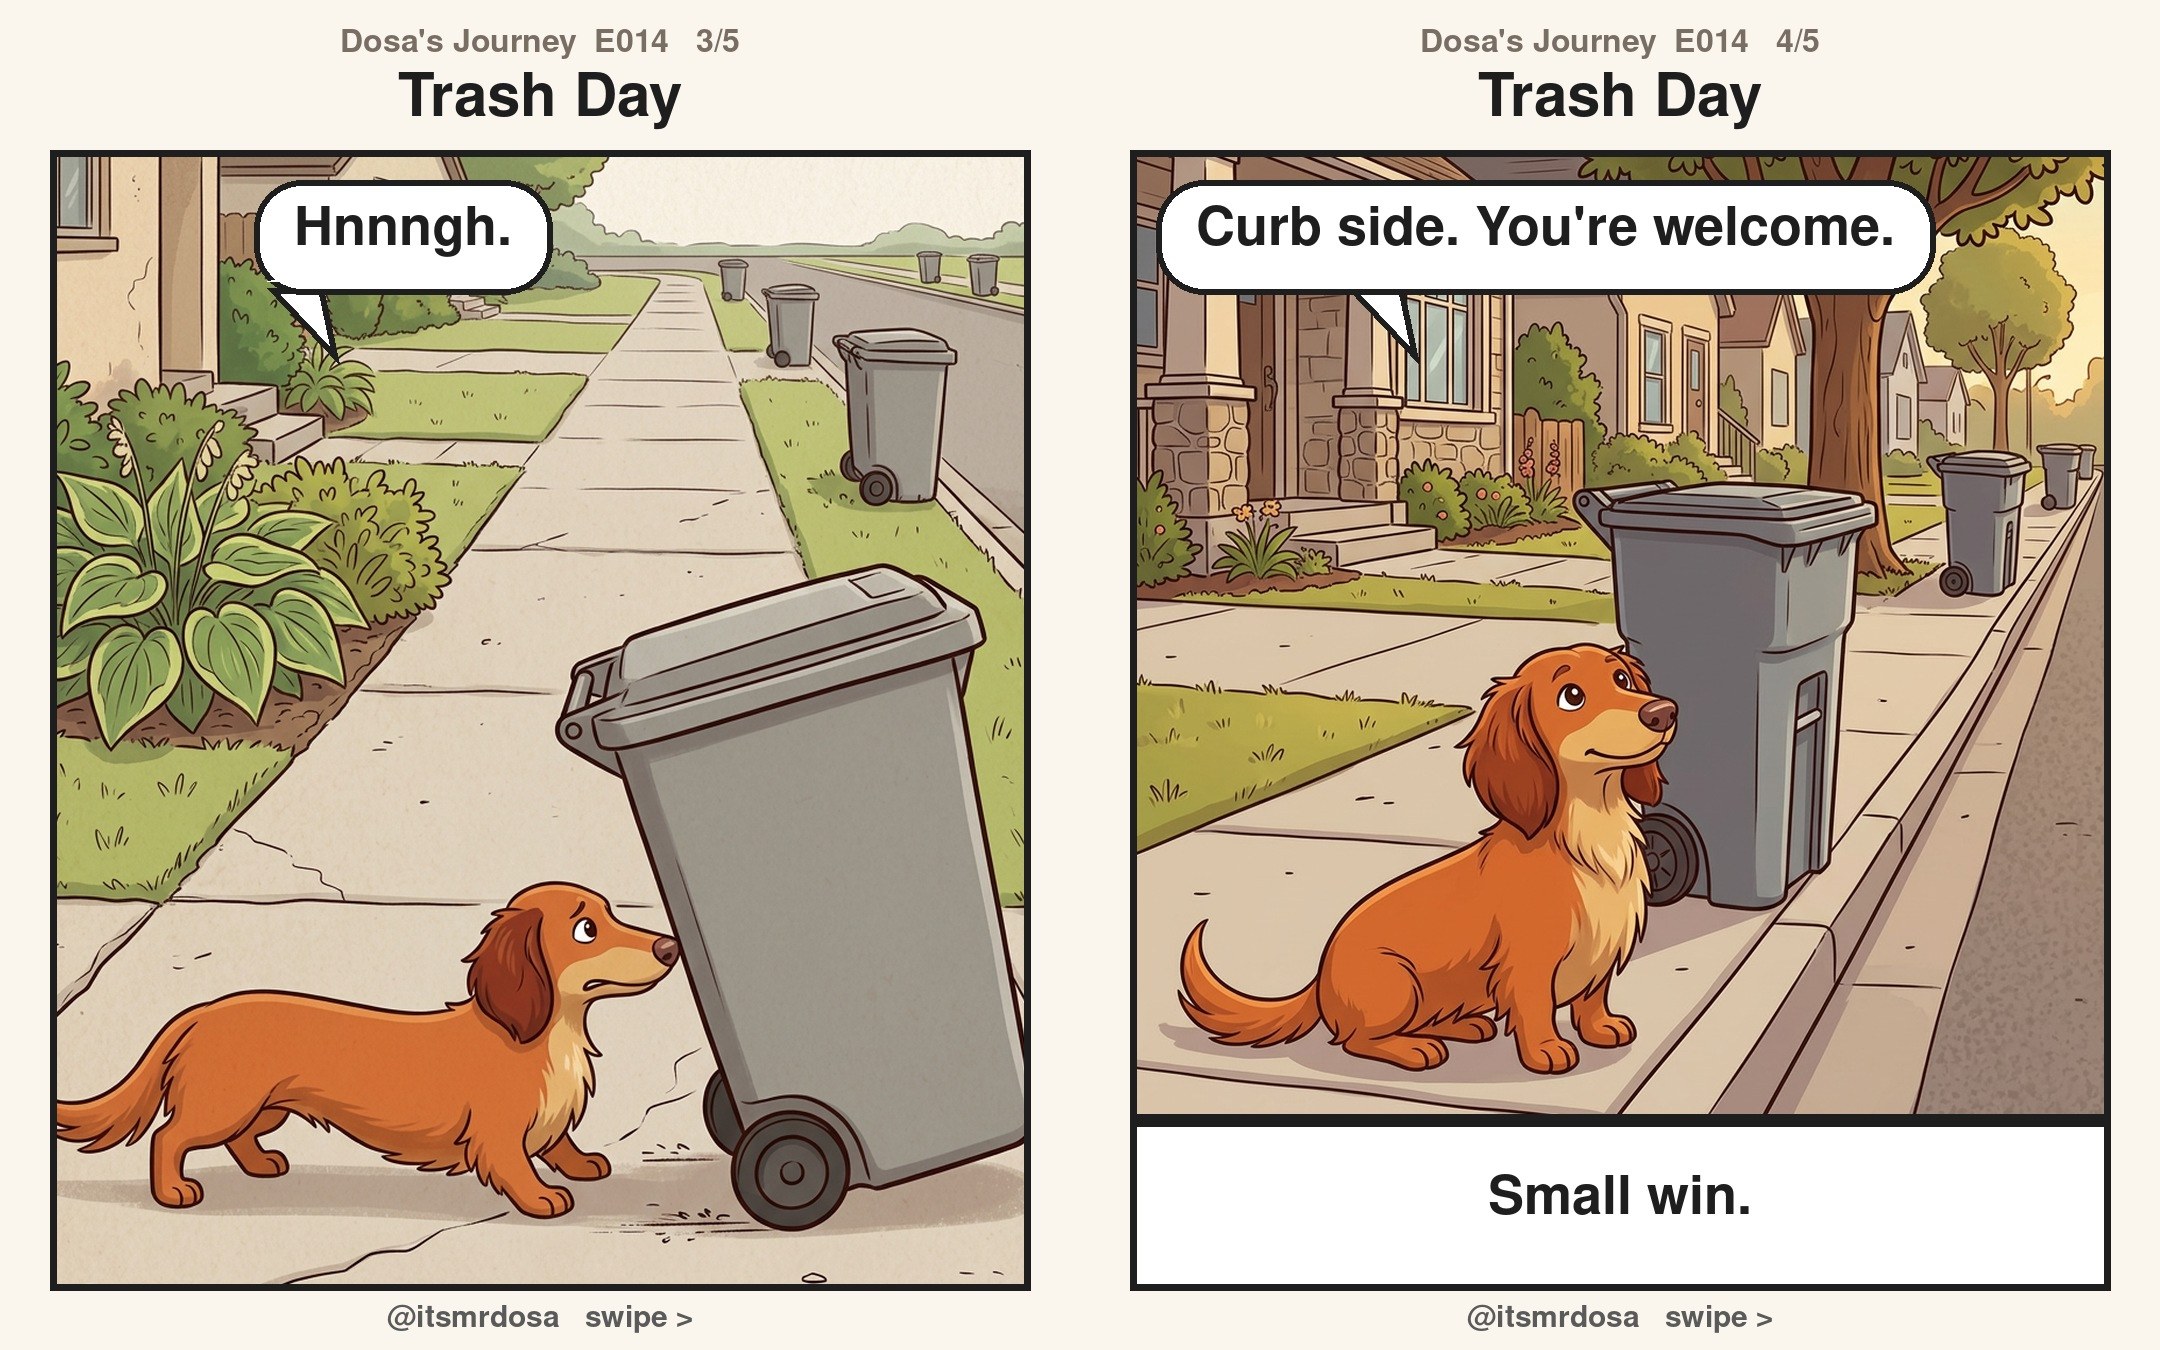 Dosa's Journey E014 3/5
Trash Day
Hnnngh.
@itsmrdosa swipe >
Dosa's Journey E014 4/5
Trash Day
Curb side. You're welcome.
Small win.
@itsmrdosa swipe >